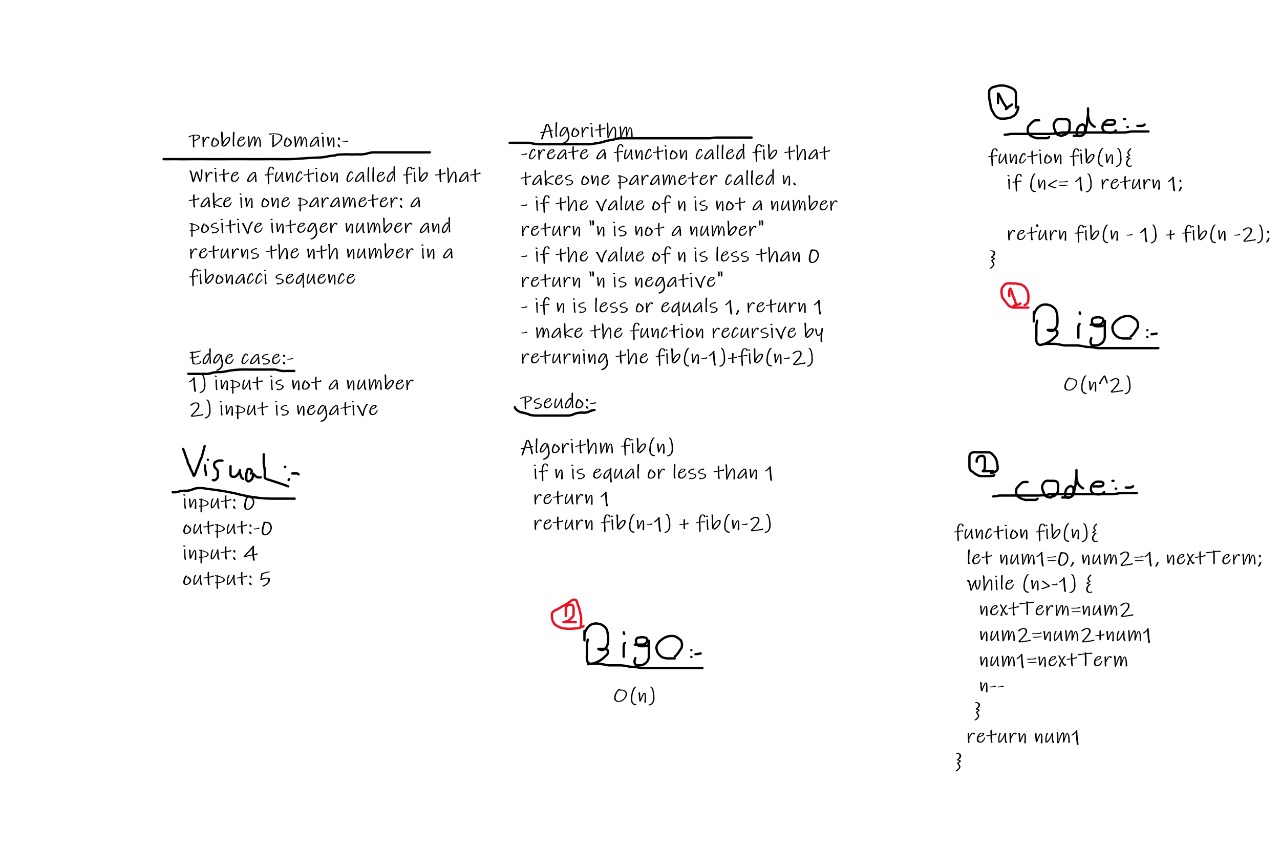 Problem Domain:-
Write a function called fib that
take in one parameter: a
positive integer number and
returns the nth number in a
fibonacci sequence
Edge case:-
1) input is not a number
2) input is negative
Visual:-
input: 0
output:-0
input: 4
output: 5
Algorithm
-create a function called fib that
takes one parameter called n.
- if the value of n is not a number
return "n is not a number"
- if the value of n is less than 0
return "n is negative"
- if n is less or equals 1, return 1
- make the function recursive by
returning the fib(n-1)+fib(n-2)
Pseudo:-
Algorithm fib(n)
if n is equal or less than 1
return 1
return fib(n-1) + fib(n-2)
2
BigO:-
O(n)
1
code:-
function fib(n){
if (n<= 1) return 1;
return fib(n - 1) + fib(n -2);
}
1
BigO:-
O(n^2)
2
code:-
function fib(n){
let num1=0, num2=1, nextTerm;
while (n>-1) {
nextTerm=num2
num2=num2+num1
num1=nextTerm
n--
}
return num1
}